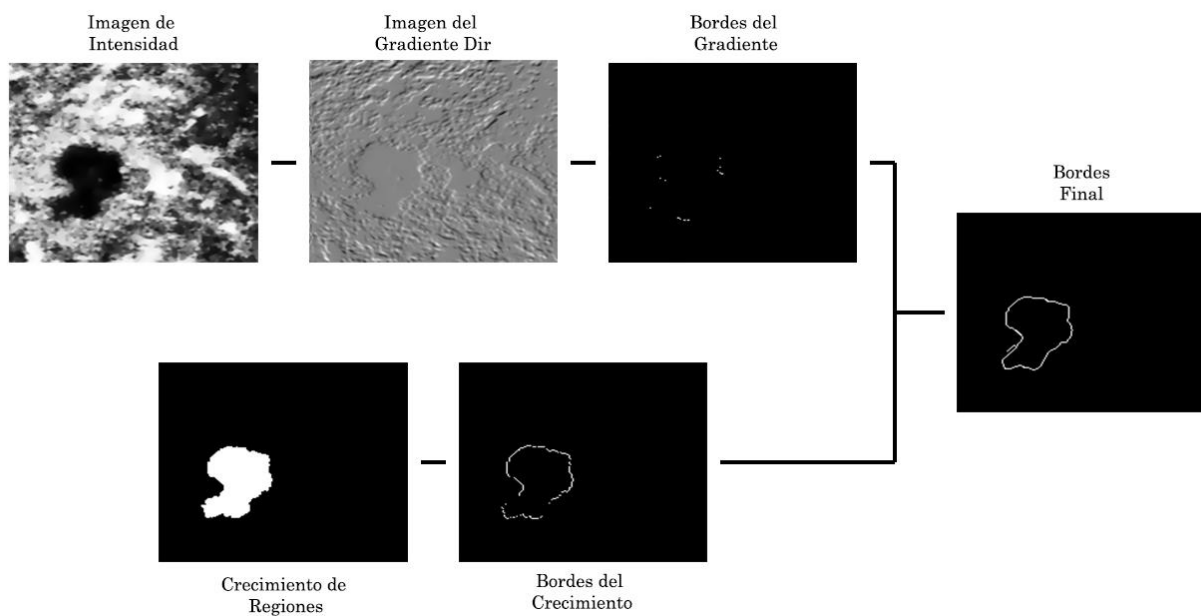 Imagen de
Intensidad
Imagen del
Gradiente Dir
Bordes del
Gradiente
Bordes
Final
Crecimiento de
Regiones
Bordes del
Crecimiento